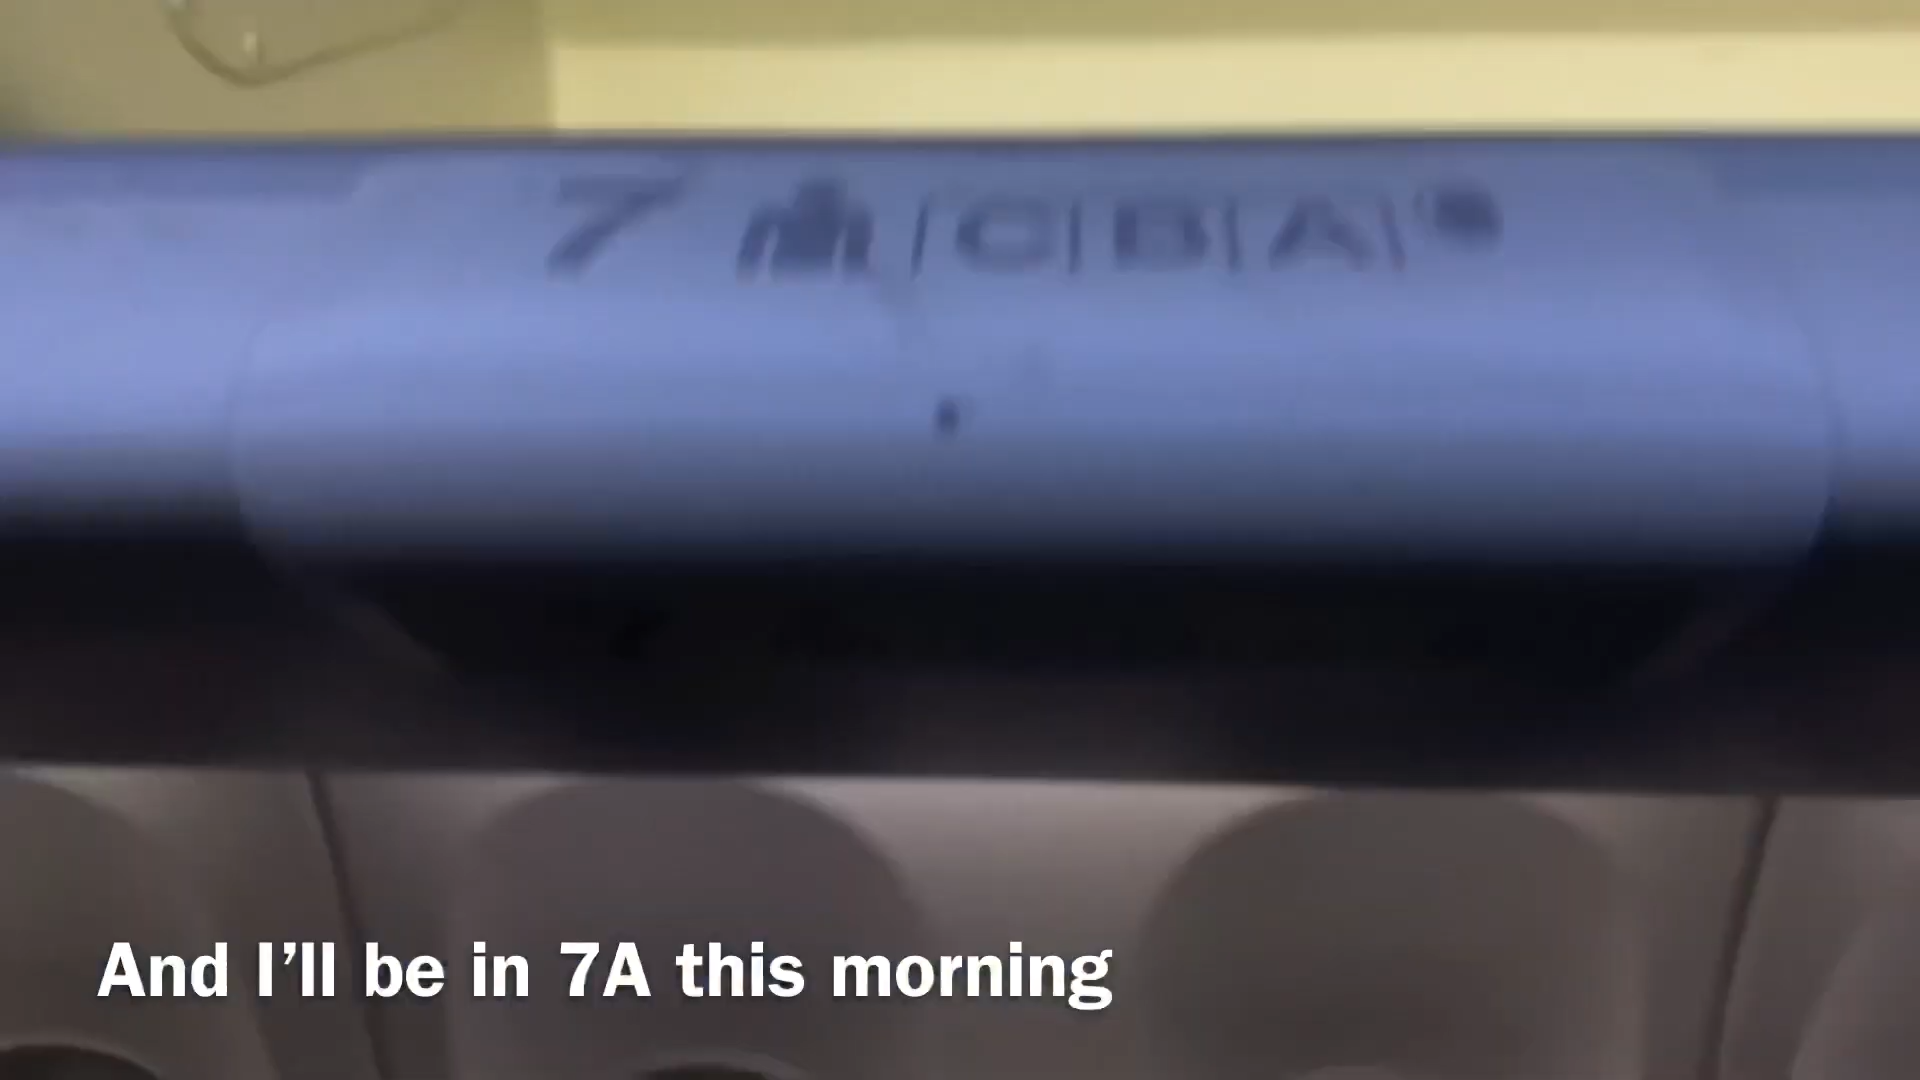 7 |C|B|A|
And I’ll be in 7A this morning